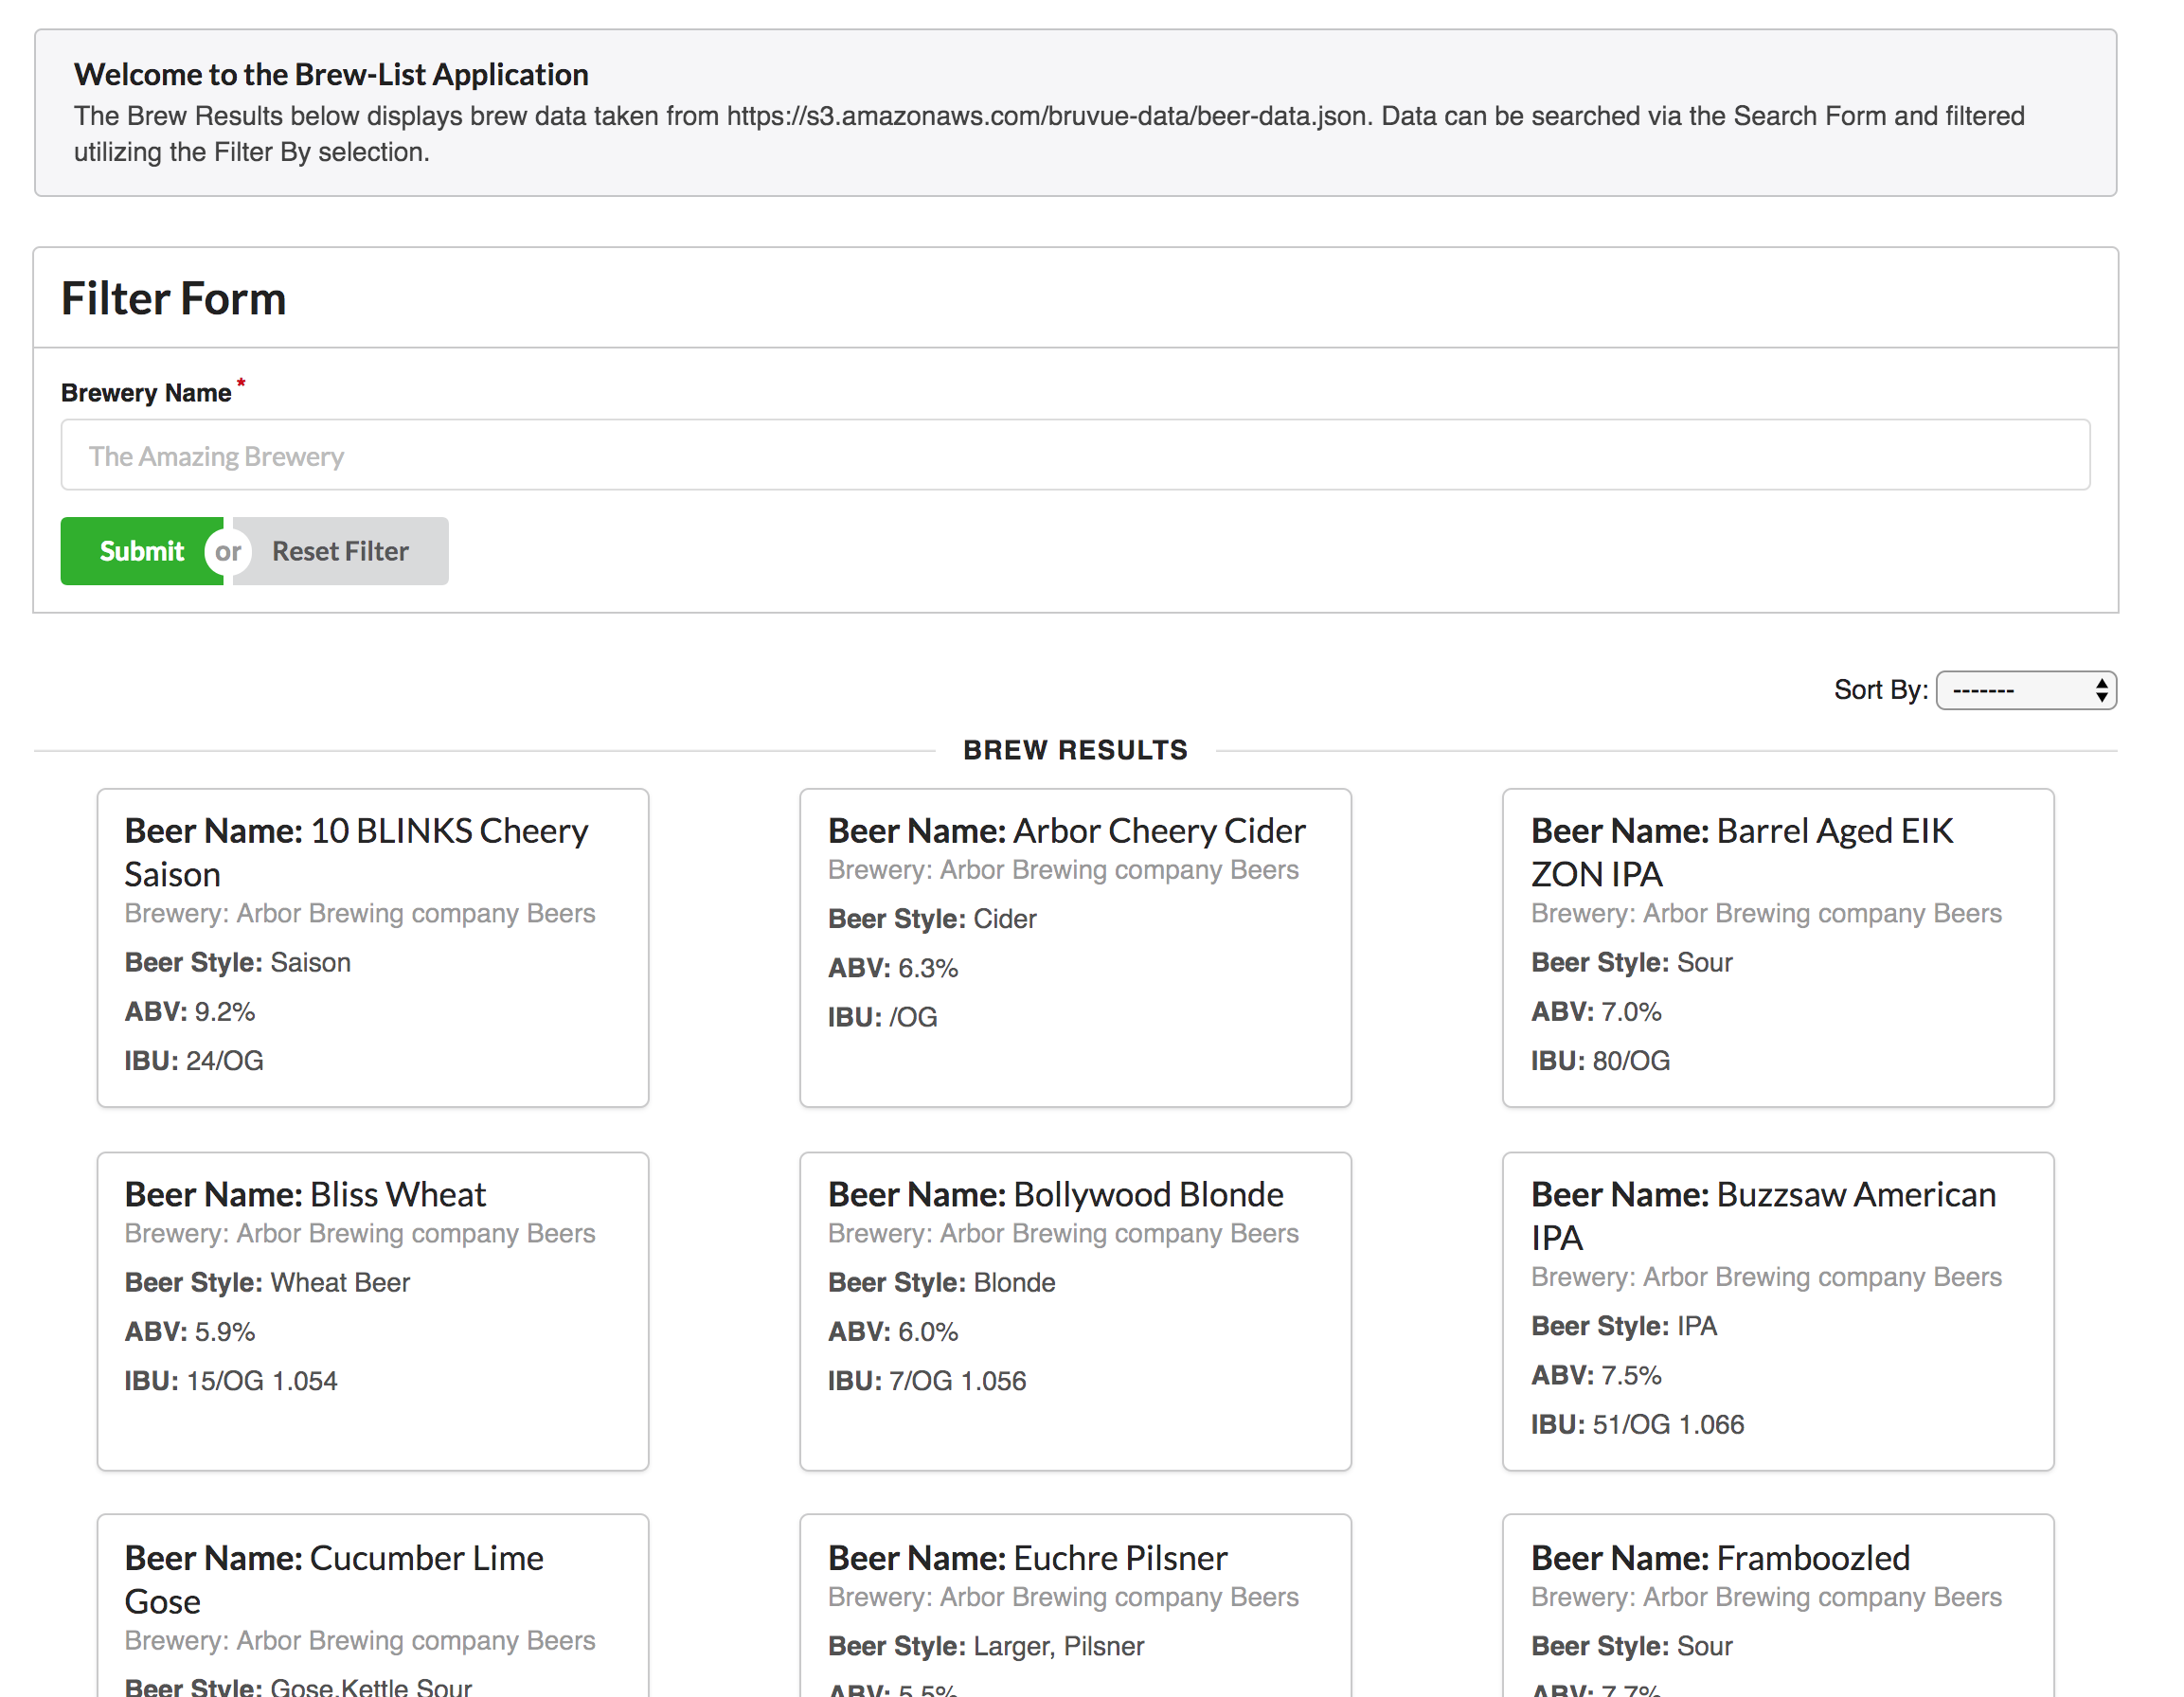 Welcome to the Brew-List Application
The Brew Results below displays brew data taken from https://s3.amazonaws.com/bruvue-data/beer-data.json. Data can be searched via the Search Form and filtered
utilizing the Filter By selection.
Filter Form
Brewery Name *
The Amazing Brewery
Submit or Reset Filter
Sort By: -------
BREW RESULTS
Beer Name: 10 BLINKS Cheery
Saison
Brewery: Arbor Brewing company Beers
Beer Style: Saison
ABV: 9.2%
IBU: 24/OG
Beer Name: Arbor Cheery Cider
Brewery: Arbor Brewing company Beers
Beer Style: Cider
ABV: 6.3%
IBU: /OG
Beer Name: Barrel Aged EIK
ZON IPA
Brewery: Arbor Brewing company Beers
Beer Style: Sour
ABV: 7.0%
IBU: 80/OG
Beer Name: Bliss Wheat
Brewery: Arbor Brewing company Beers
Beer Style: Wheat Beer
ABV: 5.9%
IBU: 15/OG 1.054
Beer Name: Bollywood Blonde
Brewery: Arbor Brewing company Beers
Beer Style: Blonde
ABV: 6.0%
IBU: 7/OG 1.056
Beer Name: Buzzsaw American
IPA
Brewery: Arbor Brewing company Beers
Beer Style: IPA
ABV: 7.5%
IBU: 51/OG 1.066
Beer Name: Cucumber Lime
Gose
Brewery: Arbor Brewing company Beers
Beer Style: Gose,Kettle Sour
Beer Name: Euchre Pilsner
Brewery: Arbor Brewing company Beers
Beer Style: Larger, Pilsner
ABV: 5.5%
Beer Name: Framboozled
Brewery: Arbor Brewing company Beers
Beer Style: Sour
ABV: 7.7%